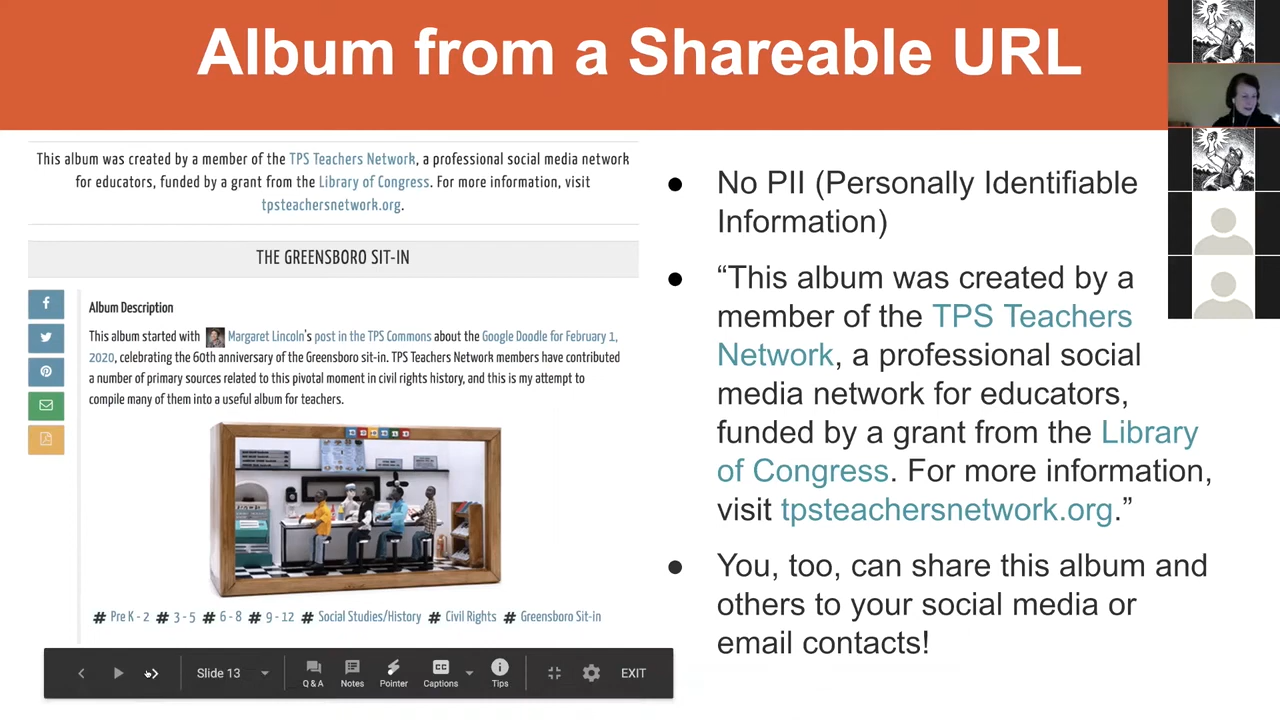 Album from a Shareable URL
This album was created by a member of the TPS Teachers Network, a professional social media network
for educators, funded by a grant from the Library of Congress. For more information, visit
tpsteachersnetwork.org.
THE GREENSBORO SIT-IN
Album Description
This album started with Margaret Lincoln's post in the TPS Commons about the Google Doodle for February 1,
2020, celebrating the 60th anniversary of the Greensboro sit-in. TPS Teachers Network members have contributed
a number of primary sources related to this pivotal moment in civil rights history, and this is my attempt to
compile many of them into a useful album for teachers.
# Pre K - 2 # 3 - 5 # 6 - 8 # 9 - 12 # Social Studies/History # Civil Rights # Greensboro Sit-in
● No PII (Personally Identifiable
Information)
● “This album was created by a
member of the TPS Teachers
Network, a professional social
media network for educators,
funded by a grant from the Library
of Congress. For more information,
visit tpsteachersnetwork.org.”
● You, too, can share this album and
others to your social media or
email contacts!
Slide 13
Q & A
Notes
Pointer
CC
Captions
Tips
EXIT